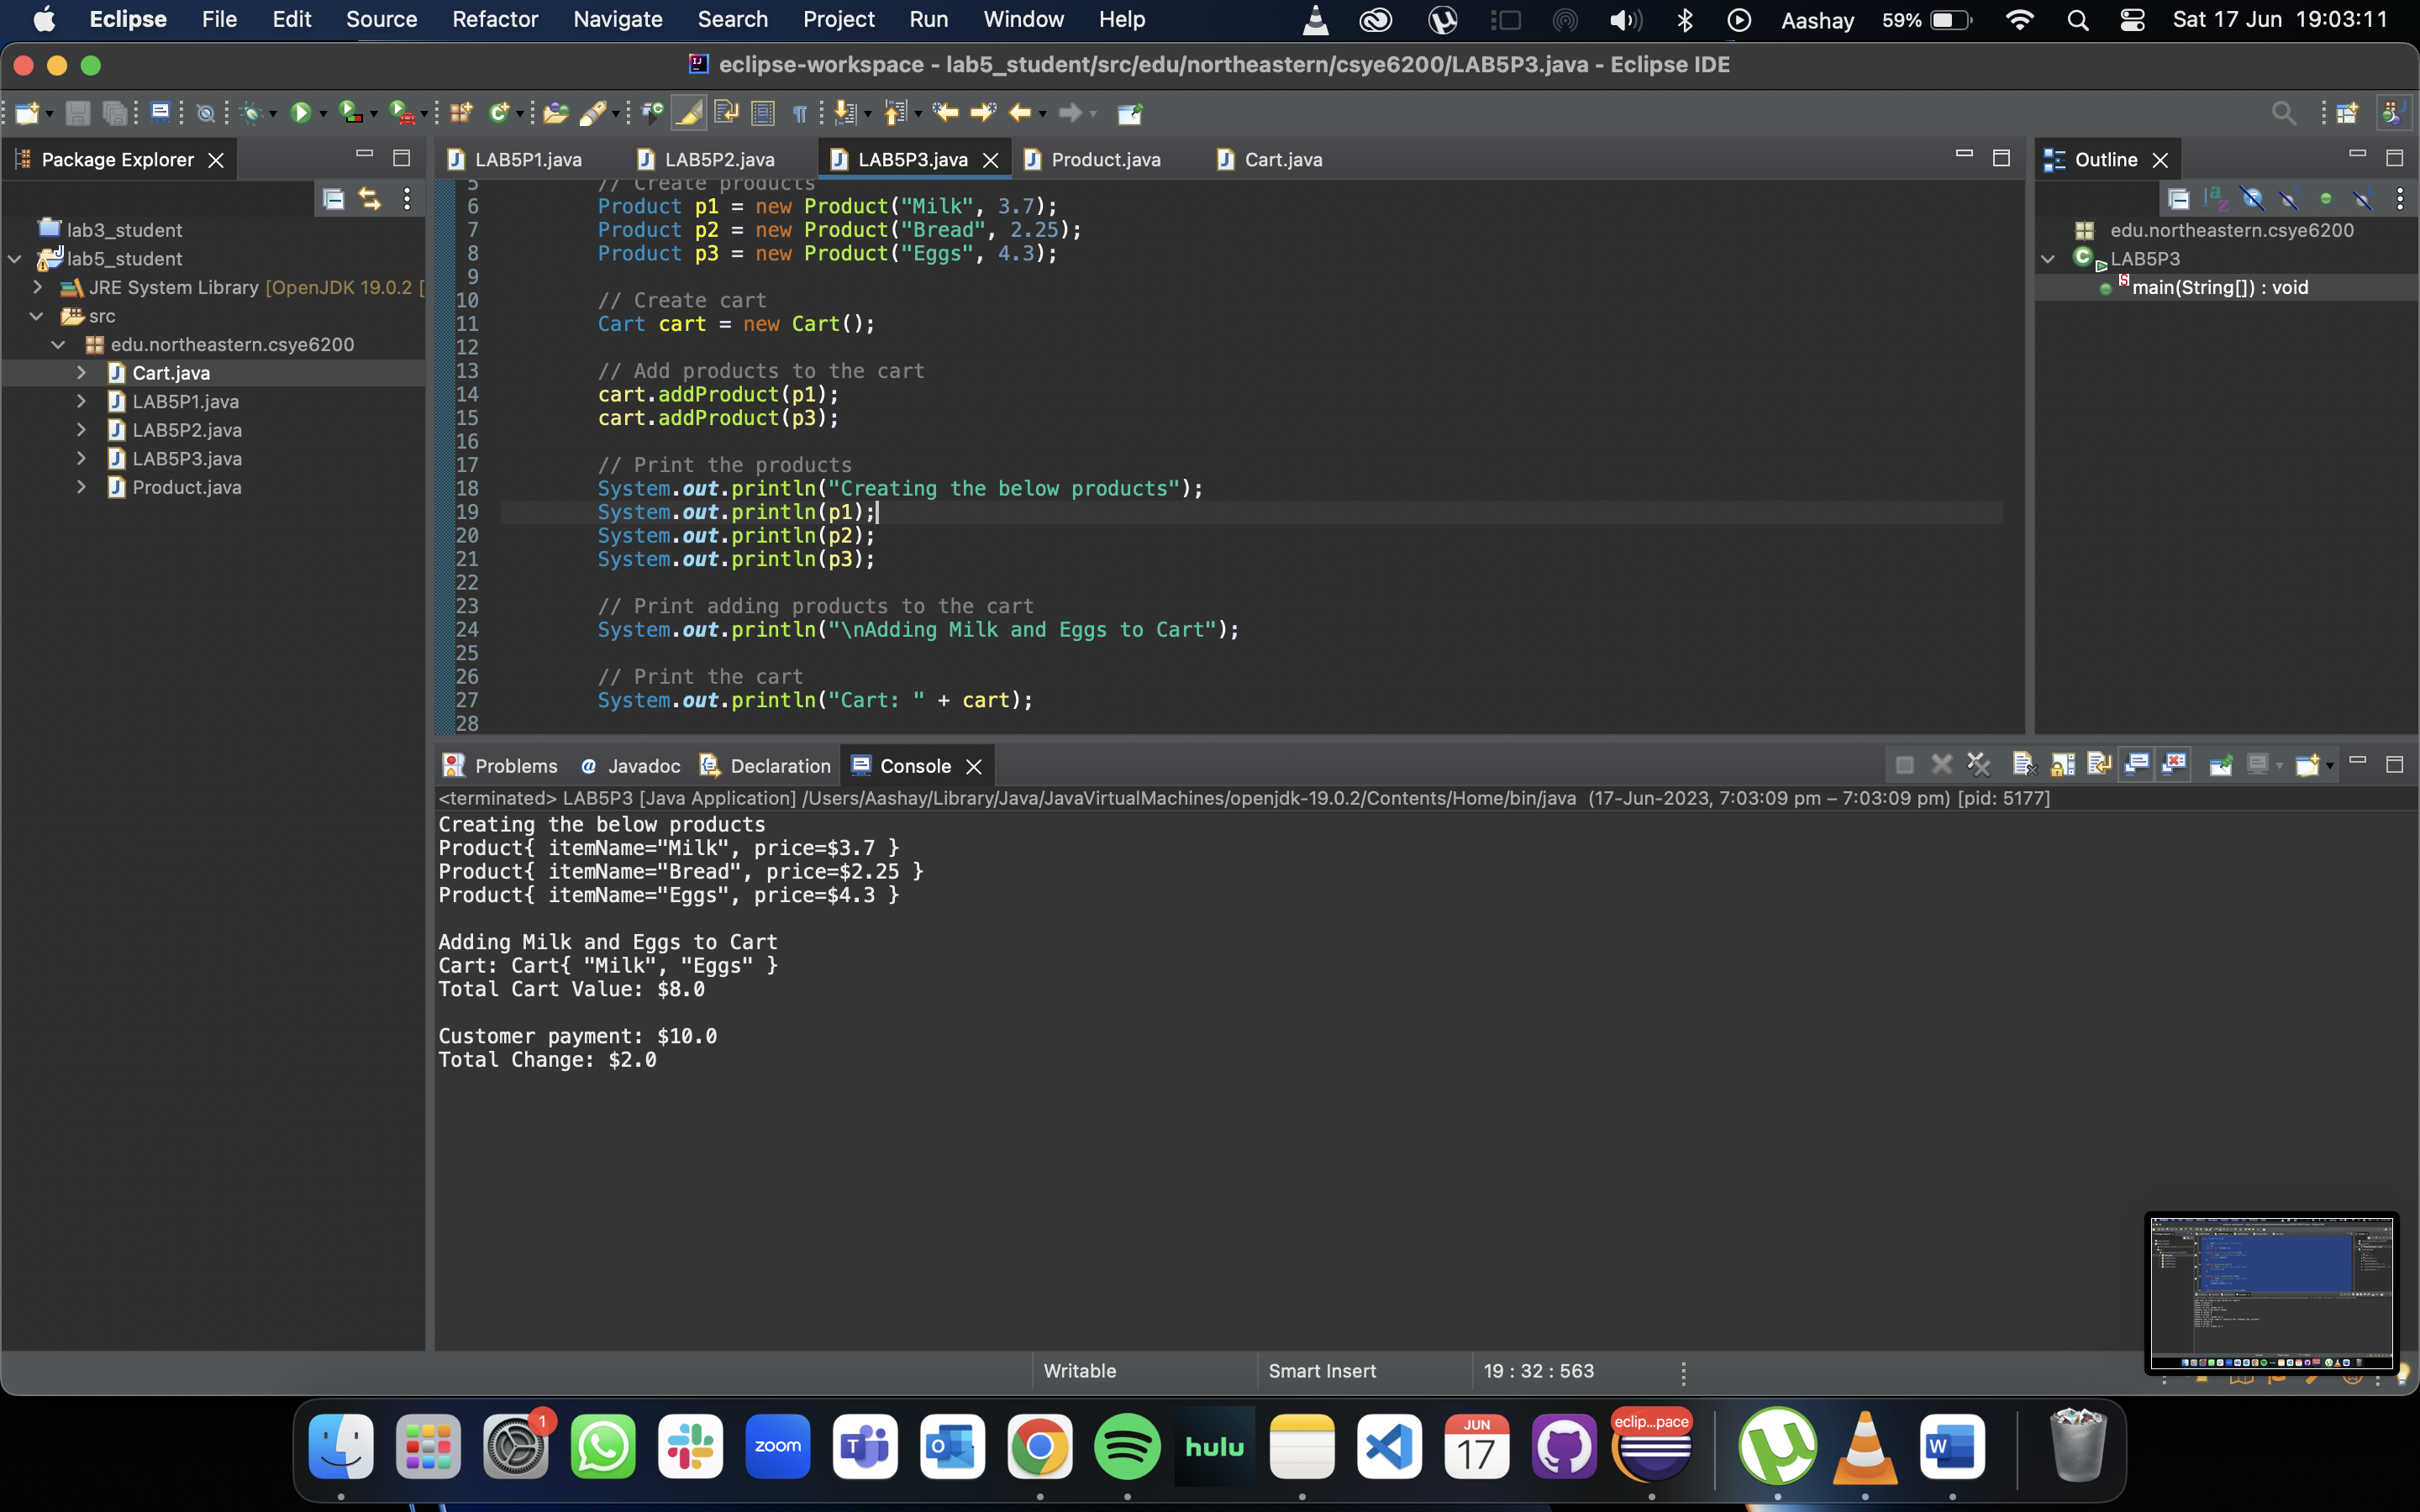 Eclipse File Edit Source Refactor Navigate Search Project Run Window Help Aashay 59% Sat 17 Jun 19:03:11
eclipse-workspace - lab5_student/src/edu/northeastern/csye6200/LAB5P3.java - Eclipse IDE
Package Explorer
lab3_student
lab5_student
JRE System Library [OpenJDK 19.0.2 [
src
edu.northeastern.csye6200
Cart.java
LAB5P1.java
LAB5P2.java
LAB5P3.java
Product.java
LAB5P1.java LAB5P2.java LAB5P3.java Product.java Cart.java
5 // Create products
6 Product p1 = new Product("Milk", 3.7);
7 Product p2 = new Product("Bread", 2.25);
8 Product p3 = new Product("Eggs", 4.3);
9
10 // Create cart
11 Cart cart = new Cart();
12
13 // Add products to the cart
14 cart.addProduct(p1);
15 cart.addProduct(p3);
16
17 // Print the products
18 System.out.println("Creating the below products");
19 System.out.println(p1);
20 System.out.println(p2);
21 System.out.println(p3);
22
23 // Print adding products to the cart
24 System.out.println("\nAdding Milk and Eggs to Cart");
25
26 // Print the cart
27 System.out.println("Cart: " + cart);
28
Outline
edu.northeastern.csye6200
LAB5P3
main(String[]) : void
Problems Javadoc Declaration Console
<terminated> LAB5P3 [Java Application] /Users/Aashay/Library/Java/JavaVirtualMachines/openjdk-19.0.2/Contents/Home/bin/java (17-Jun-2023, 7:03:09 pm – 7:03:09 pm) [pid: 5177]
Creating the below products
Product{ itemName="Milk", price=$3.7 }
Product{ itemName="Bread", price=$2.25 }
Product{ itemName="Eggs", price=$4.3 }
Adding Milk and Eggs to Cart
Cart: Cart{ "Milk", "Eggs" }
Total Cart Value: $8.0
Customer payment: $10.0
Total Change: $2.0
Writable Smart Insert 19 : 32 : 563
1
zoom
hulu
JUN
17
eclip...pace